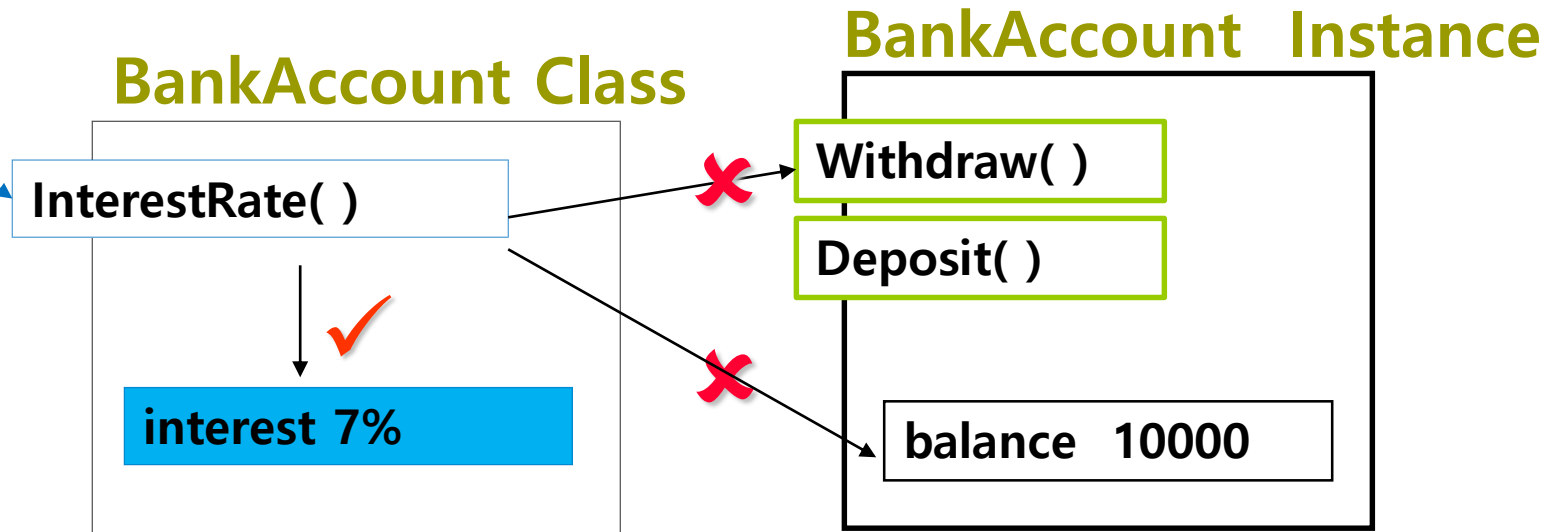 BankAccount Class
InterestRate( )
interest 7%
BankAccount Instance
Withdraw( )
Deposit( )
balance 10000